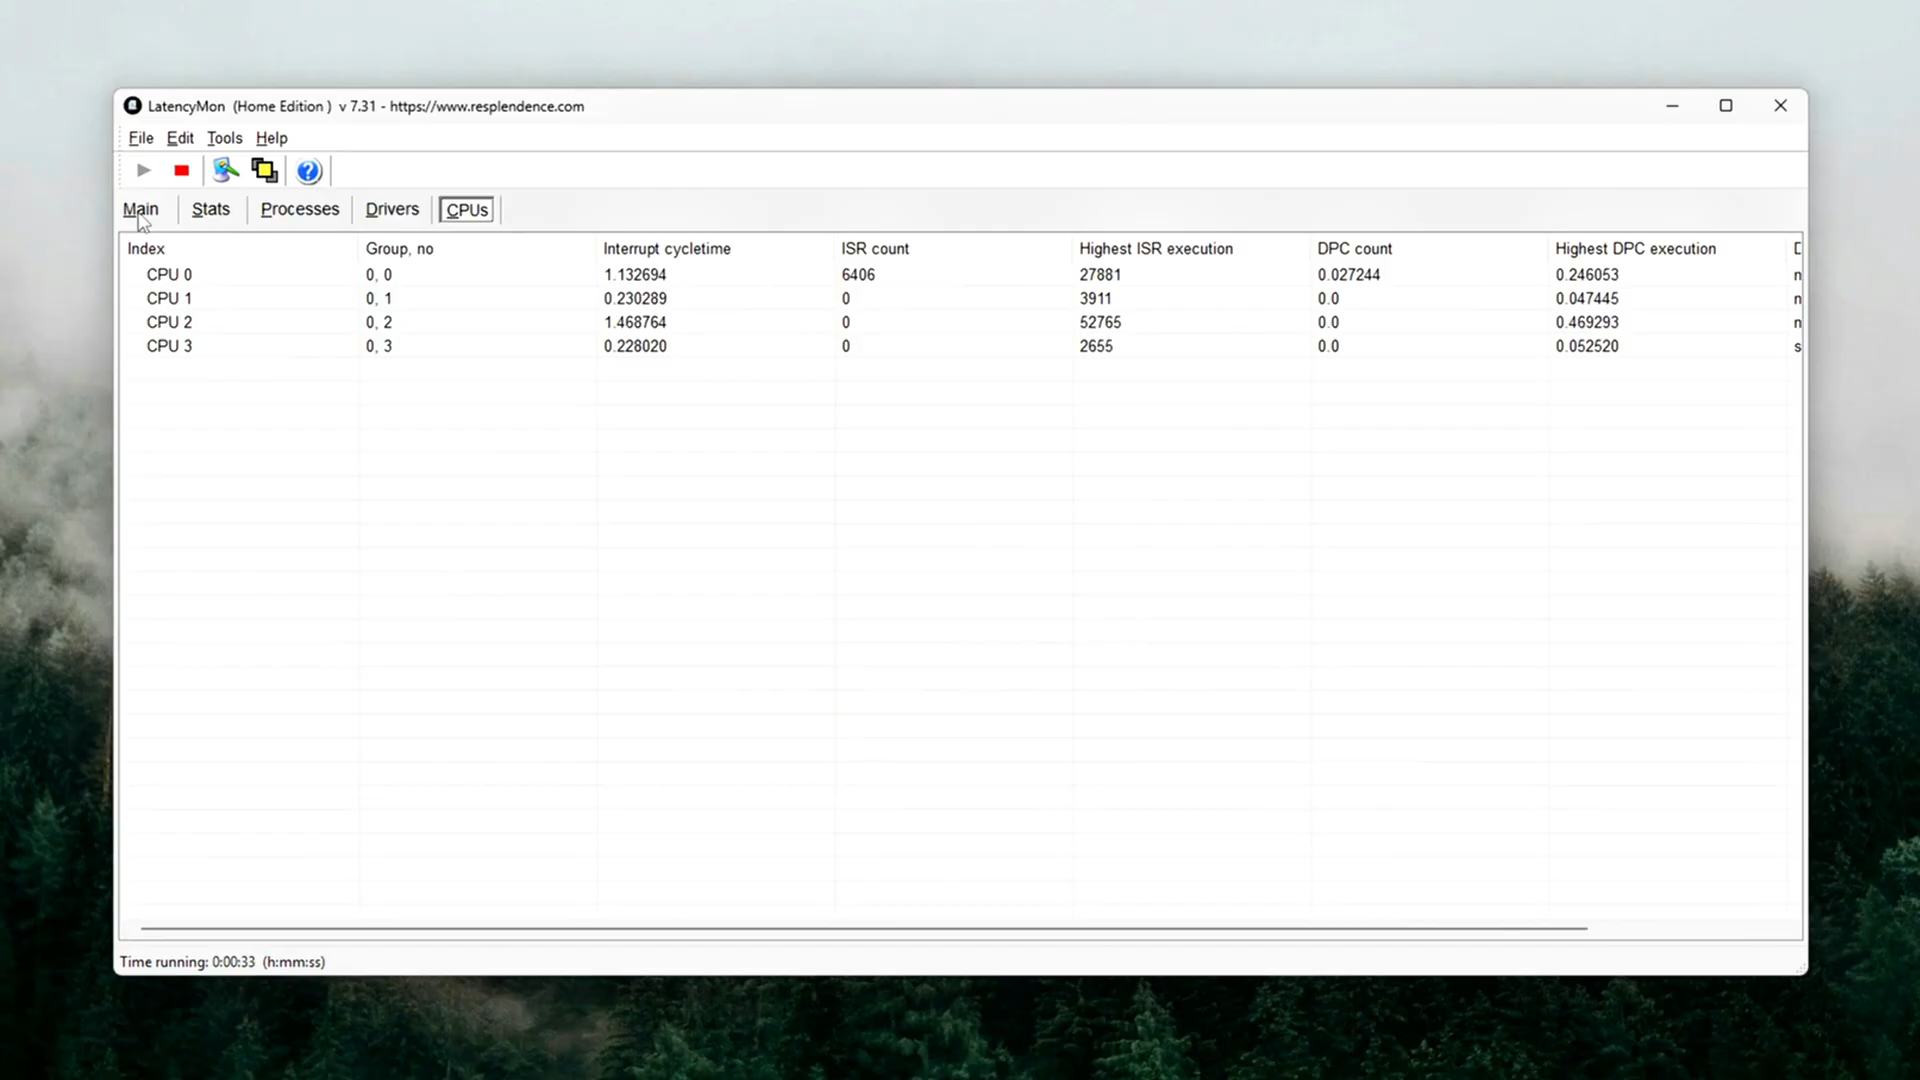 LatencyMon (Home Edition ) v 7.31 - https://www.resplendence.com
File Edit Tools Help
Main Stats Processes Drivers CPUs
Index Group, no Interrupt cycletime ISR count Highest ISR execution DPC count Highest DPC execution D
CPU 0 0, 0 1.132694 6406 27881 0.027244 0.246053 n
CPU 1 0, 1 0.230289 0 3911 0.0 0.047445 n
CPU 2 0, 2 1.468764 0 52765 0.0 0.469293 n
CPU 3 0, 3 0.228020 0 2655 0.0 0.052520 s
Time running: 0:00:33 (h:mm:ss)